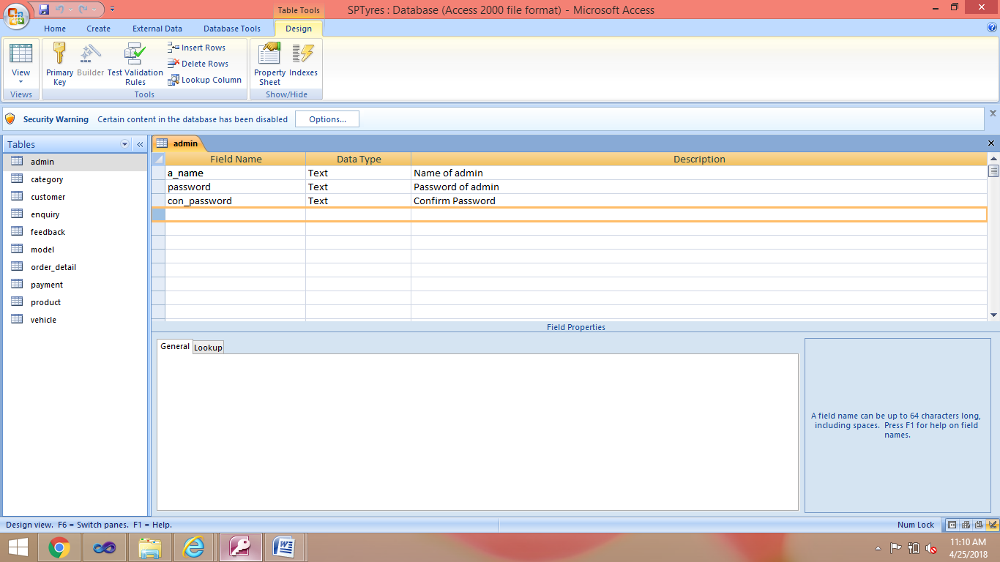 Table Tools
SPTyres : Database (Access 2000 file format) - Microsoft Access
Home Create External Data Database Tools Design
View
Primary Key
Builder
Test Validation Rules
Insert Rows
Delete Rows
Lookup Column
Property Sheet
Indexes
Views Tools Show/Hide
Security Warning Certain content in the database has been disabled Options...
Tables
admin
category
customer
enquiry
feedback
model
order_detail
payment
product
vehicle
admin
Field Name Data Type Description
a_name Text Name of admin
password Text Password of admin
con_password Text Confirm Password
Field Properties
General Lookup
A field name can be up to 64 characters long,
including spaces. Press F1 for help on field
names.
Design view. F6 = Switch panes. F1 = Help.
Num Lock
11:10 AM
4/25/2018